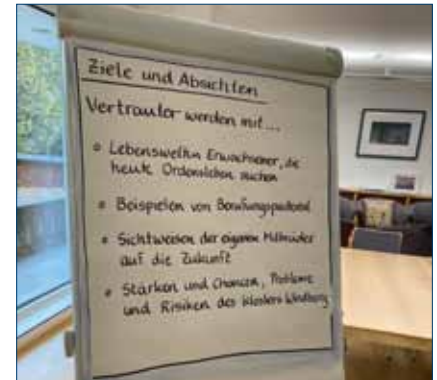 Ziele und Absichten
Vertrauter werden mit...
• Lebenswelten Erwachsener, die
heute Ordensleben suchen
• Beispielen von Berufungspastoral
• Sichtweisen der eigenen Mitbrüder
auf die Zukunft
• Stärken und Chancen, Probleme
und Risiken des Klosters Windberg